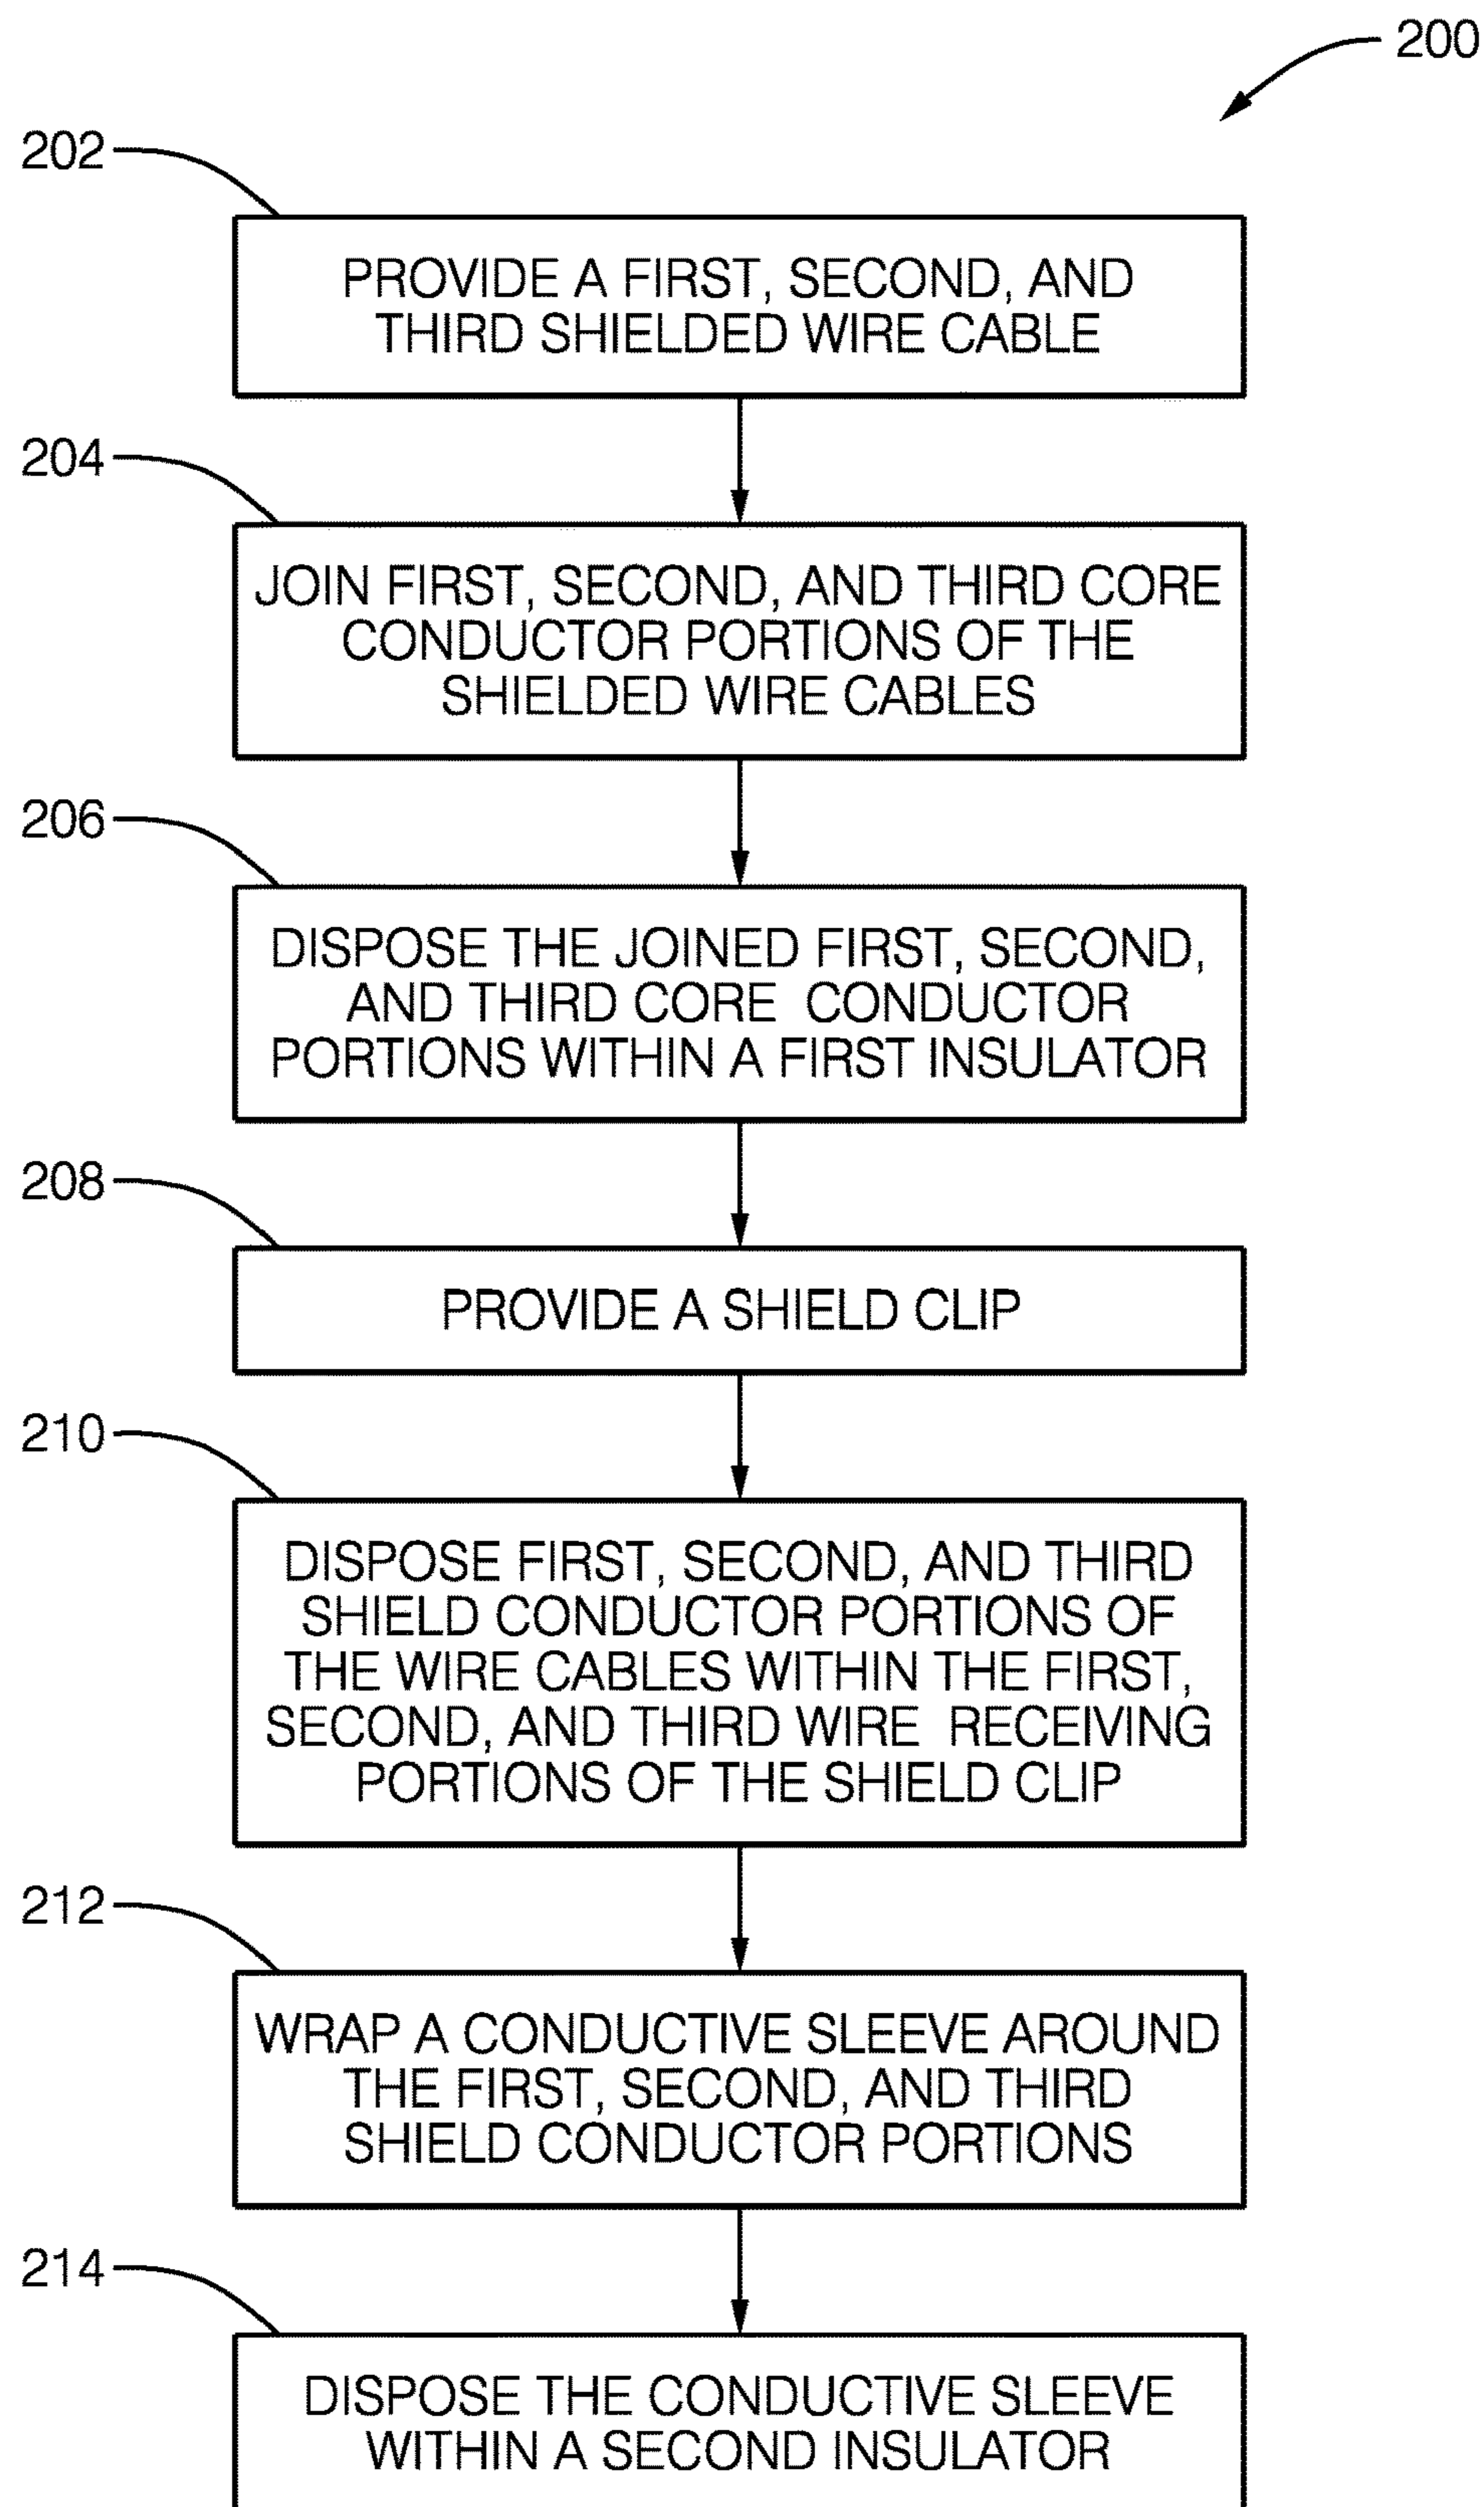 200
202
PROVIDE A FIRST, SECOND, AND
THIRD SHIELDED WIRE CABLE
204
JOIN FIRST, SECOND, AND THIRD CORE
CONDUCTOR PORTIONS OF THE
SHIELDED WIRE CABLES
206
DISPOSE THE JOINED FIRST, SECOND,
AND THIRD CORE CONDUCTOR
PORTIONS WITHIN A FIRST INSULATOR
208
PROVIDE A SHIELD CLIP
210
DISPOSE FIRST, SECOND, AND THIRD
SHIELD CONDUCTOR PORTIONS OF
THE WIRE CABLES WITHIN THE FIRST,
SECOND, AND THIRD WIRE RECEIVING
PORTIONS OF THE SHIELD CLIP
212
WRAP A CONDUCTIVE SLEEVE AROUND
THE FIRST, SECOND, AND THIRD
SHIELD CONDUCTOR PORTIONS
214
DISPOSE THE CONDUCTIVE SLEEVE
WITHIN A SECOND INSULATOR